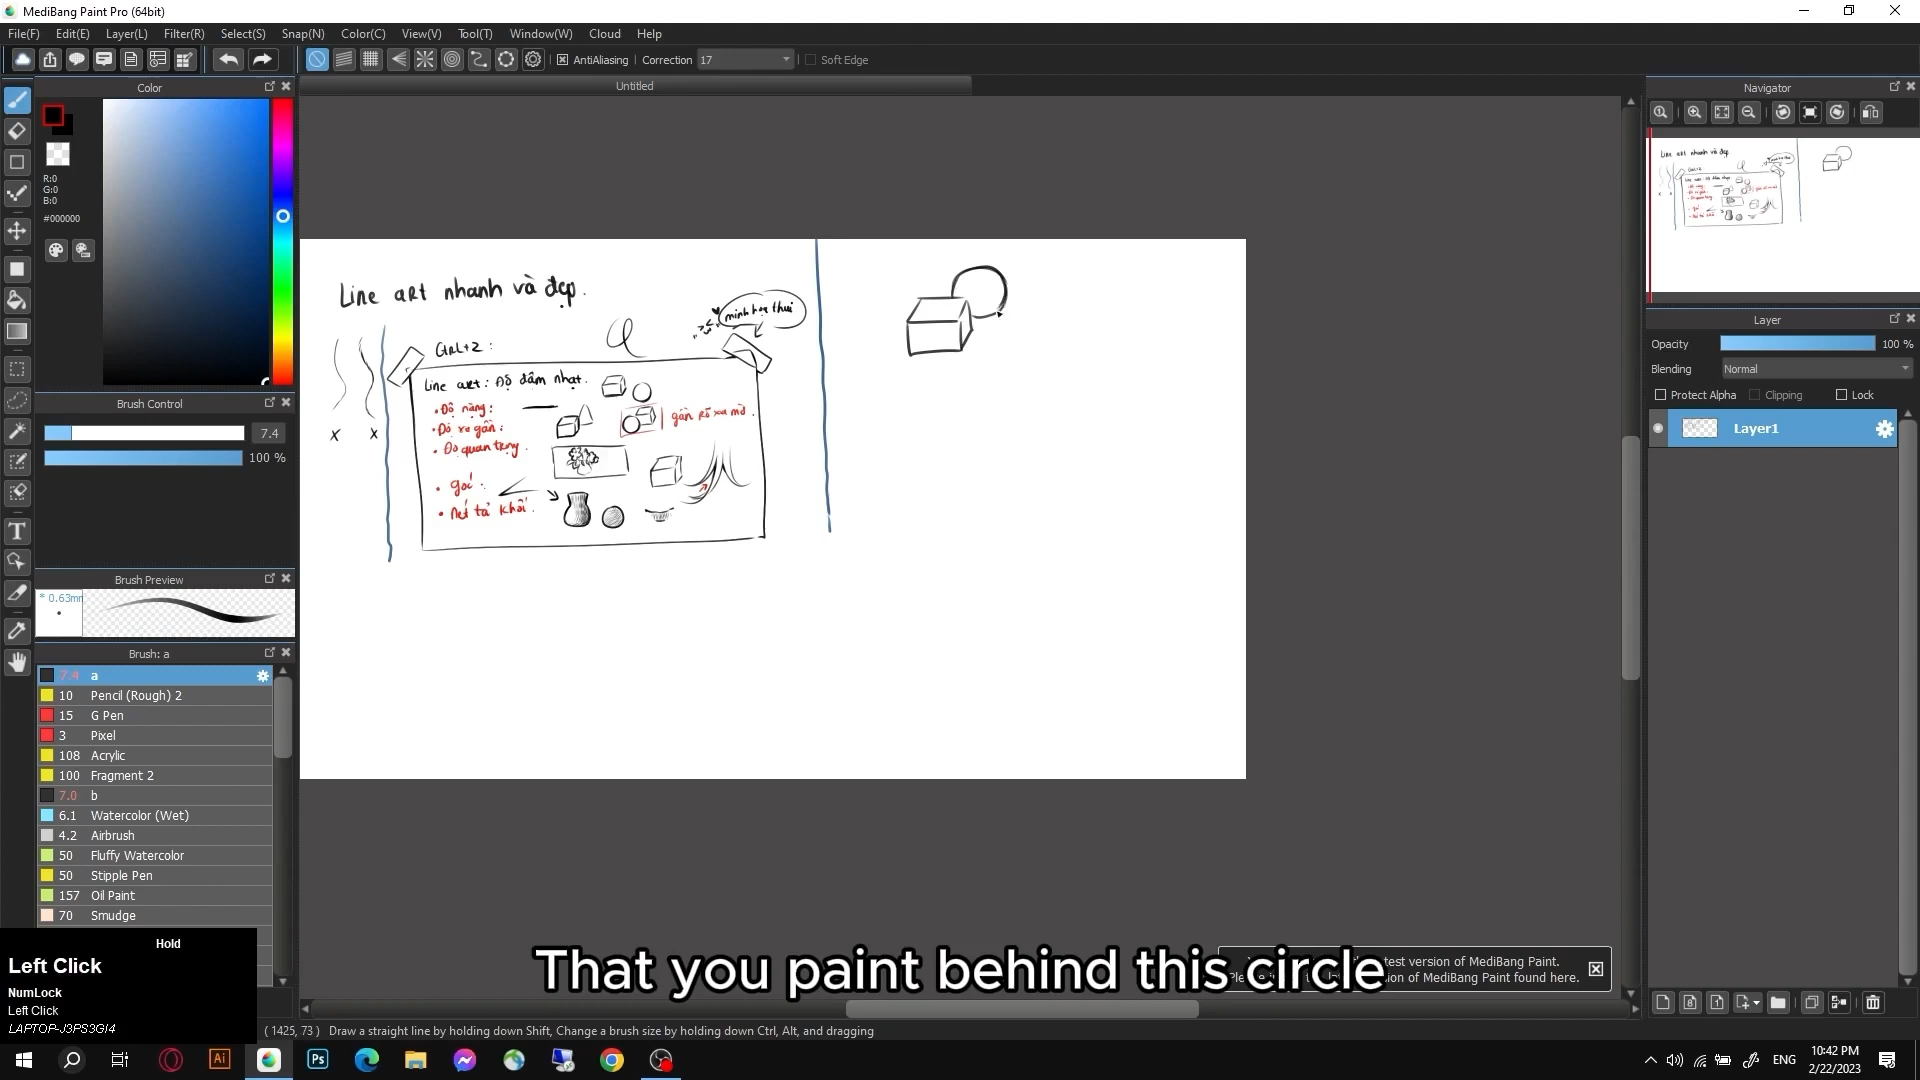 MediBang Paint Pro (64bit)
File(F) Edit(E) Layer(L) Filter(R) Select(S) Snap(N) Color(C) View(V) Tool(T) Window(W) Cloud Help
AntiAliasing Correction 17 Soft Edge
Color
Untitled
Navigator
R:0
G:0
B:0
#000000
Line art nhanh và đẹp.
minh họa thui
Ctrl+Z :
Line art : Độ đậm nhạt.
• Độ nặng :
• Độ xa gần :
gần rõ xa mờ.
• Độ quan trọng.
• góc :
• Nét tả khối.
x x
Layer
Opacity 100 %
Blending Normal
Protect Alpha Clipping Lock
Layer1
Brush Control
7.4
100 %
Brush Preview
* 0.63mm
Brush: a
7.4 a
10 Pencil (Rough) 2
15 G Pen
3 Pixel
108 Acrylic
100 Fragment 2
7.0 b
6.1 Watercolor (Wet)
4.2 Airbrush
50 Fluffy Watercolor
50 Stipple Pen
157 Oil Paint
70 Smudge
Hold
Left Click
NumLock
Left Click
LAPTOP-J3PS3GI4
That you paint behind this circle
test version of MediBang Paint.
of MediBang Paint found here.
( 1425, 73 ) Draw a straight line by holding down Shift, Change a brush size by holding down Ctrl, Alt, and dragging
ENG
10:42 PM
2/22/2023